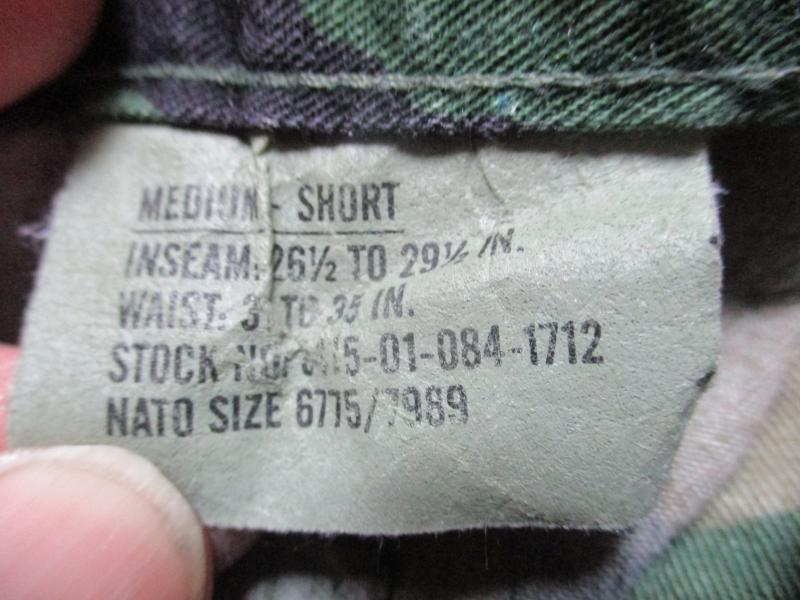 MEDIUM - SHORT
INSEAM: 26½ TO 29½ IN.
WAIST: TO 35 IN.
STOCK NO. 01-084-1712
NATO SIZE 6775/7989